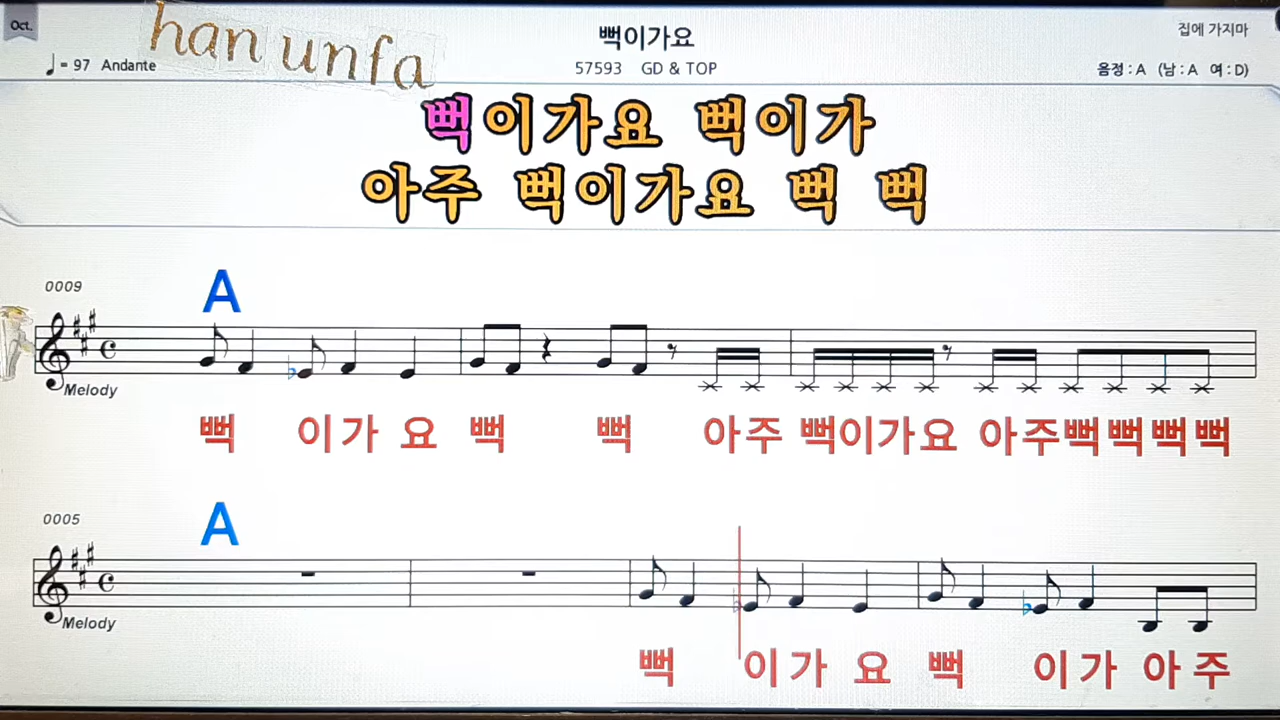 Oct.
han unfa
뻑이가요
집에 가지마
♩= 97 Andante
57593 GD & TOP
음정 : A (남 : A 여 : D)
뻑이가요 뻑이가
아주 뻑이가요 뻑 뻑
0009
A
Melody
뻑 이가 요 뻑 뻑 아주 뻑이가요 아주뻑뻑뻑뻑
0005
A
Melody
뻑 이가 요 뻑 이가 아주